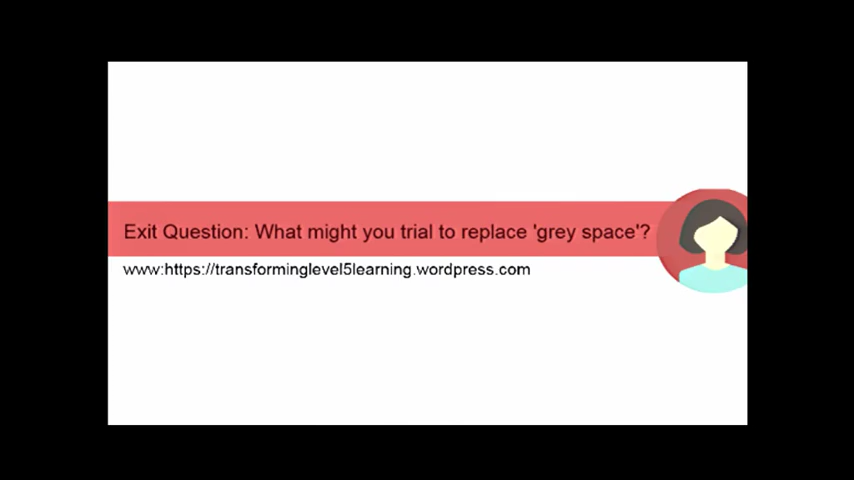 Exit Question: What might you trial to replace 'grey space'?
www:https://transforminglevel5learning.wordpress.com